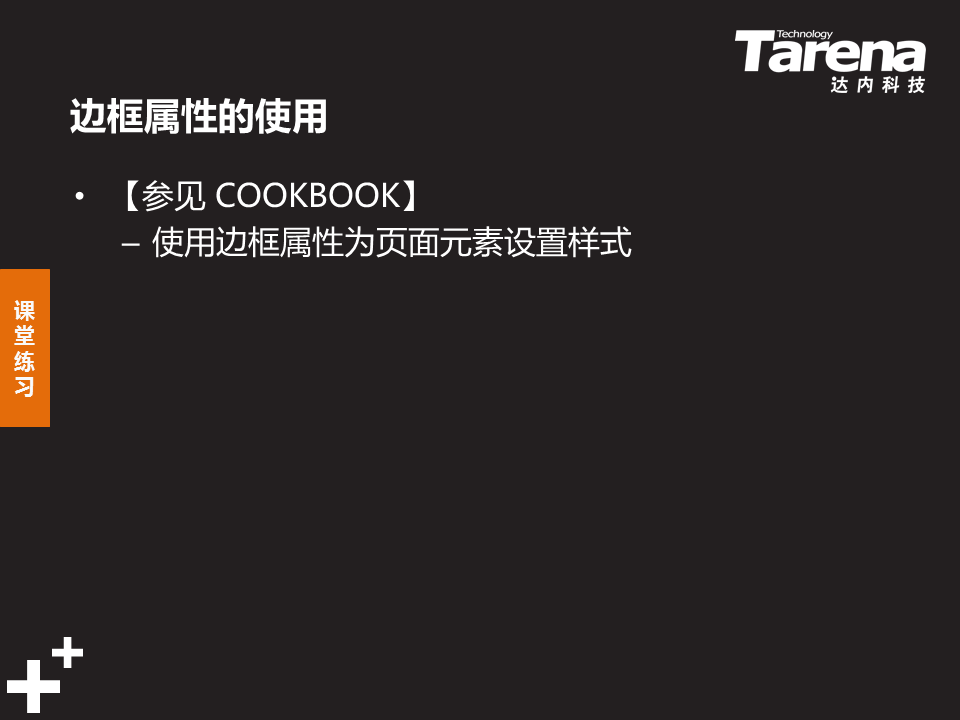 Technology
Tarena
达内科技
边框属性的使用
• 【参见 COOKBOOK】
– 使用边框属性为页面元素设置样式
课
堂
练
习